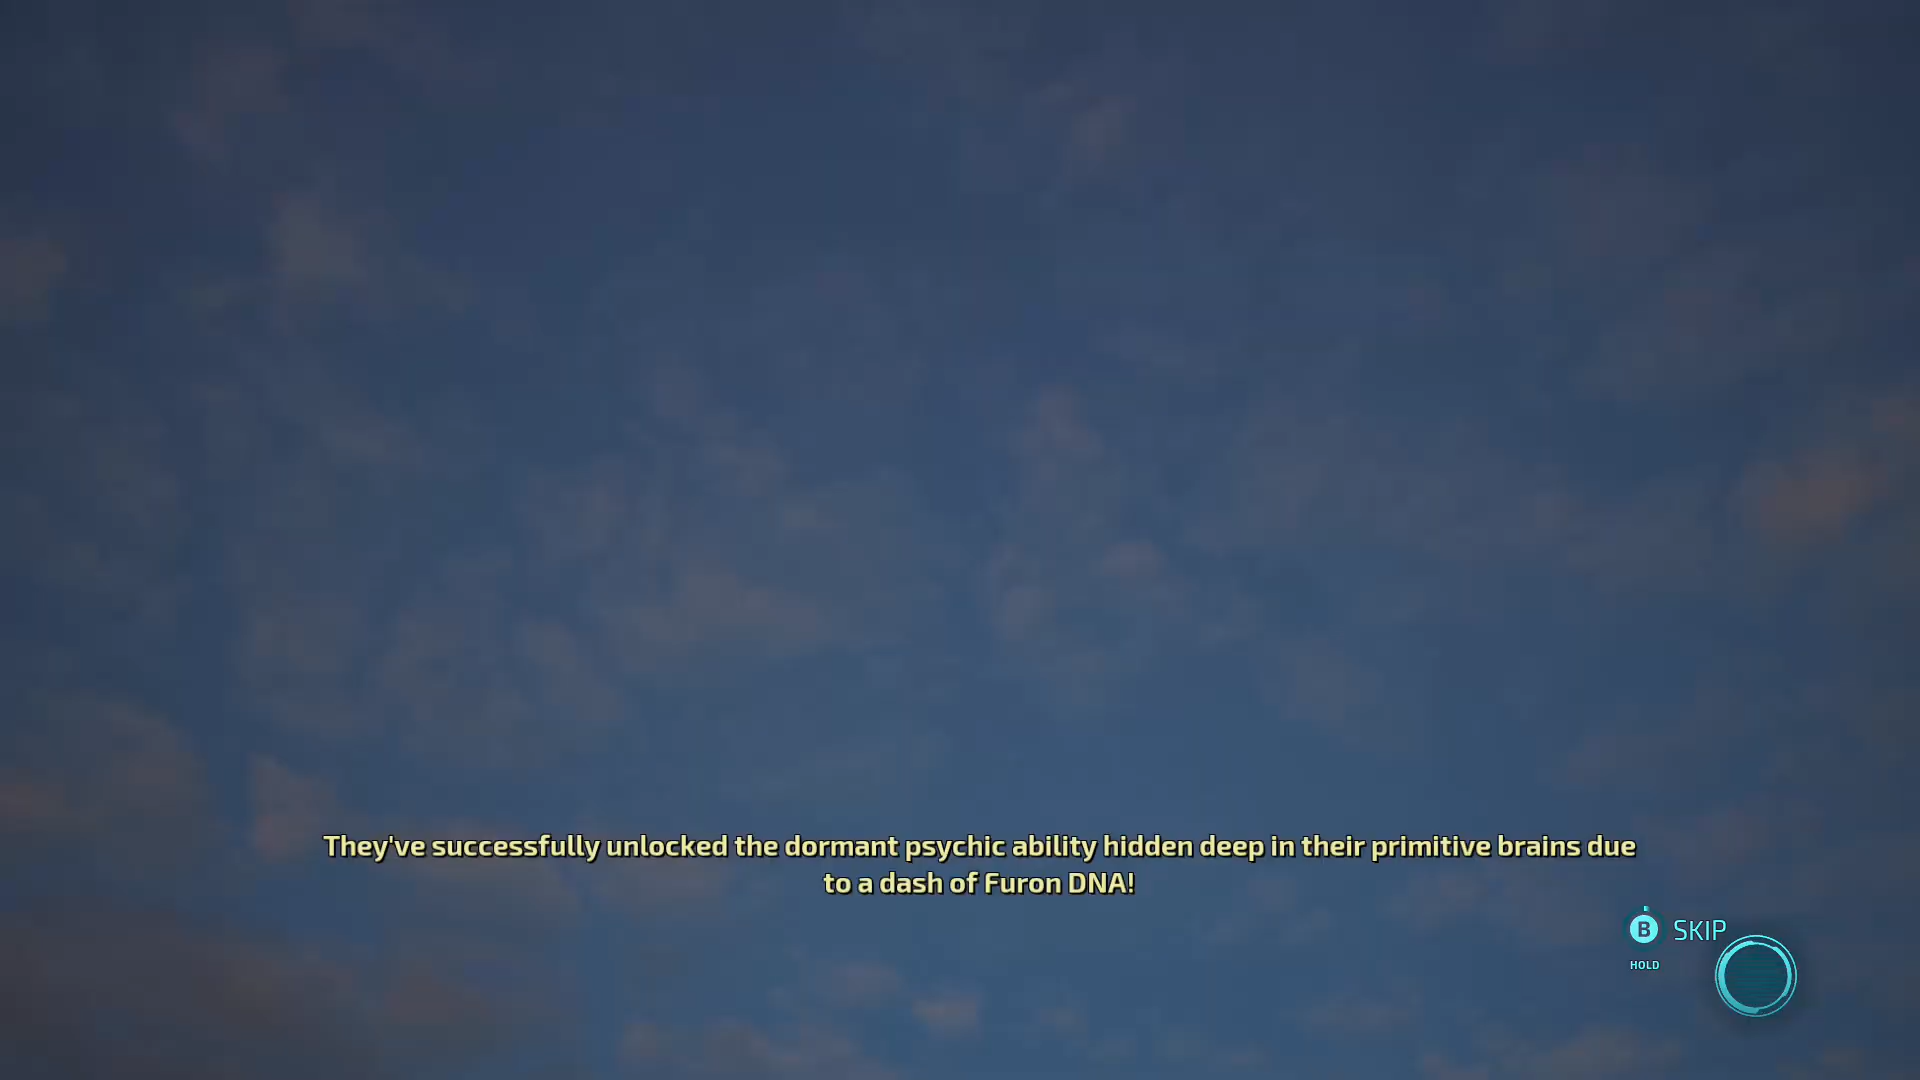 They've successfully unlocked the dormant psychic ability hidden deep in their primitive brains due
to a dash of Furon DNA!
B SKIP
HOLD